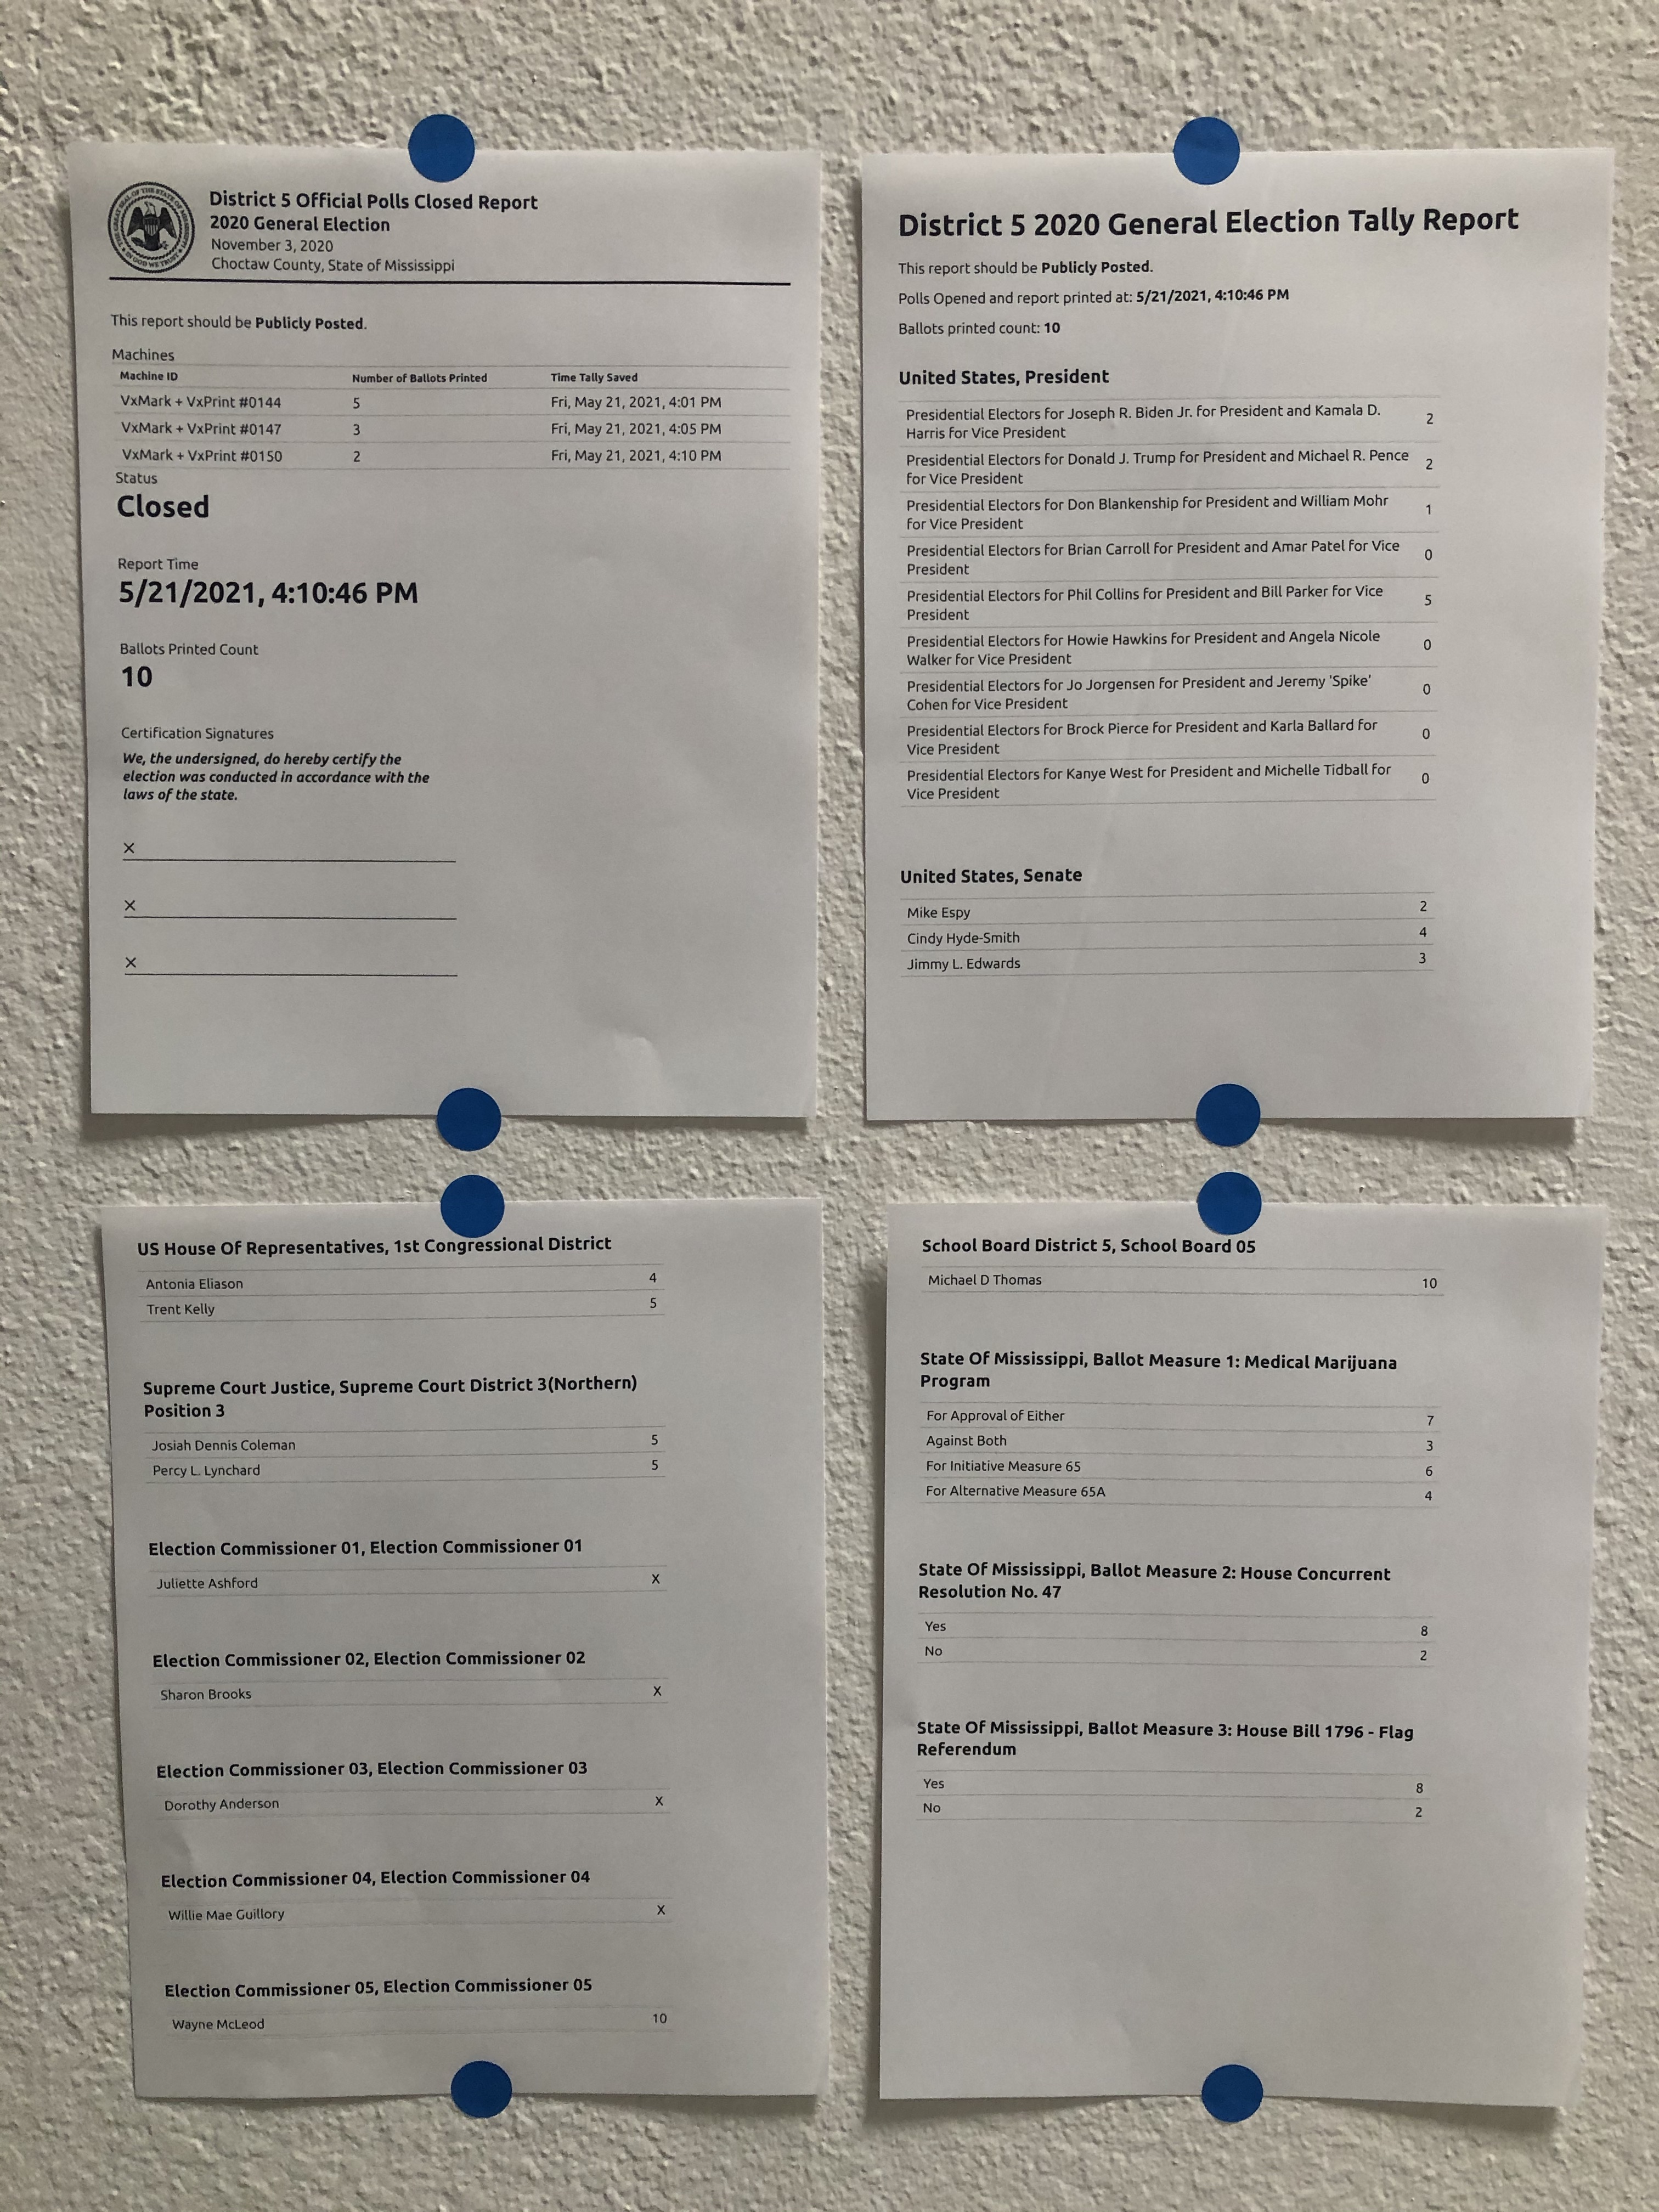 THE GREAT SEAL OF THE STATE OF MISSISSIPPI
IN GOD WE TRUST
District 5 Official Polls Closed Report
2020 General Election
November 3, 2020
Choctaw County, State of Mississippi
This report should be Publicly Posted.
Machines
Machine ID Number of Ballots Printed Time Tally Saved
VxMark + VxPrint #0144 5 Fri, May 21, 2021, 4:01 PM
VxMark + VxPrint #0147 3 Fri, May 21, 2021, 4:05 PM
VxMark + VxPrint #0150 2 Fri, May 21, 2021, 4:10 PM
Status
Closed
Report Time
5/21/2021, 4:10:46 PM
Ballots Printed Count
10
Certification Signatures
We, the undersigned, do hereby certify the
election was conducted in accordance with the
laws of the state.
X
X
X
District 5 2020 General Election Tally Report
This report should be Publicly Posted.
Polls Opened and report printed at: 5/21/2021, 4:10:46 PM
Ballots printed count: 10
United States, President
Presidential Electors for Joseph R. Biden Jr. for President and Kamala D. 2
Harris for Vice President
Presidential Electors for Donald J. Trump for President and Michael R. Pence 2
for Vice President
Presidential Electors for Don Blankenship for President and William Mohr 1
for Vice President
Presidential Electors for Brian Carroll for President and Amar Patel for Vice 0
President
Presidential Electors for Phil Collins for President and Bill Parker for Vice 5
President
Presidential Electors for Howie Hawkins for President and Angela Nicole 0
Walker for Vice President
Presidential Electors for Jo Jorgensen for President and Jeremy 'Spike' 0
Cohen for Vice President
Presidential Electors for Brock Pierce for President and Karla Ballard for 0
Vice President
Presidential Electors for Kanye West for President and Michelle Tidball for 0
Vice President
United States, Senate
Mike Espy 2
Cindy Hyde-Smith 4
Jimmy L. Edwards 3
US House Of Representatives, 1st Congressional District
Antonia Eliason 4
Trent Kelly 5
Supreme Court Justice, Supreme Court District 3(Northern)
Position 3
Josiah Dennis Coleman 5
Percy L. Lynchard 5
Election Commissioner 01, Election Commissioner 01
Juliette Ashford X
Election Commissioner 02, Election Commissioner 02
Sharon Brooks X
Election Commissioner 03, Election Commissioner 03
Dorothy Anderson X
Election Commissioner 04, Election Commissioner 04
Willie Mae Guillory X
Election Commissioner 05, Election Commissioner 05
Wayne McLeod 10
School Board District 5, School Board 05
Michael D Thomas 10
State Of Mississippi, Ballot Measure 1: Medical Marijuana
Program
For Approval of Either 7
Against Both 3
For Initiative Measure 65 6
For Alternative Measure 65A 4
State Of Mississippi, Ballot Measure 2: House Concurrent
Resolution No. 47
Yes 8
No 2
State Of Mississippi, Ballot Measure 3: House Bill 1796 - Flag
Referendum
Yes 8
No 2